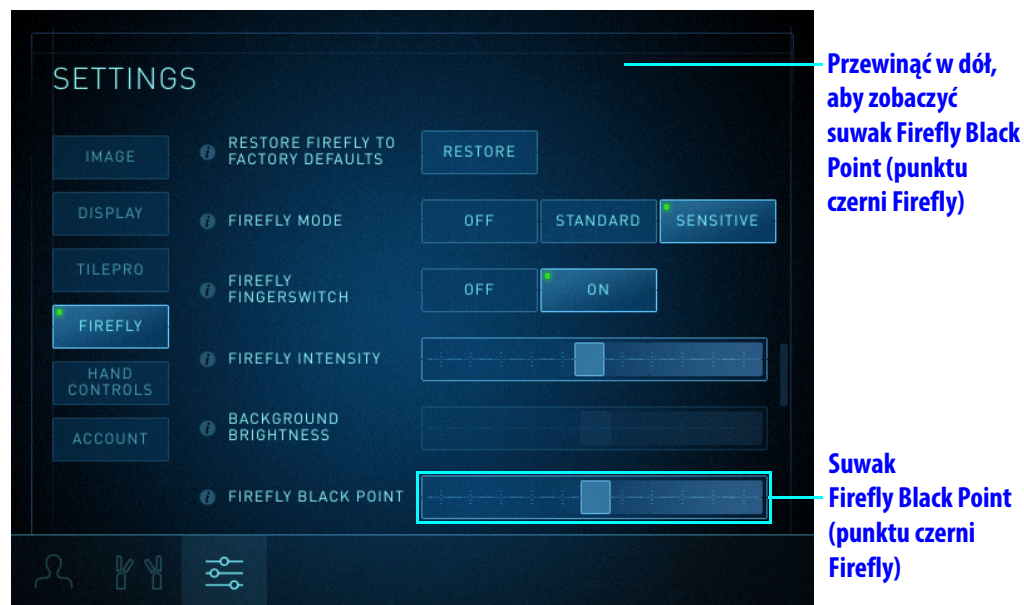 SETTINGS
IMAGE
DISPLAY
TILEPRO
FIREFLY
HAND
CONTROLS
ACCOUNT
RESTORE FIREFLY TO
FACTORY DEFAULTS
RESTORE
FIREFLY MODE
OFF
STANDARD
SENSITIVE
FIREFLY
FINGERSWITCH
OFF
ON
FIREFLY INTENSITY
BACKGROUND
BRIGHTNESS
FIREFLY BLACK POINT
Przewinąć w dół,
aby zobaczyć
suwak Firefly Black
Point (punktu
czerni Firefly)
Suwak
Firefly Black Point
(punktu czerni
Firefly)